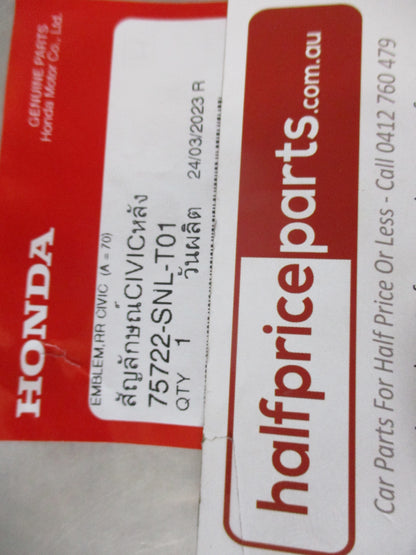 HONDA
GENUINE PARTS
Honda Motor Co., Ltd.
EMBLEM,RR CIVIC (A = 70)
สัญลักษณ์CIVICหลัง
75722-SNL-T01
QTY 1 วันผลิต 24/03/2023 R
halfpriceparts.com.au
Car Parts For Half Price Or Less - Call 0412 760 479